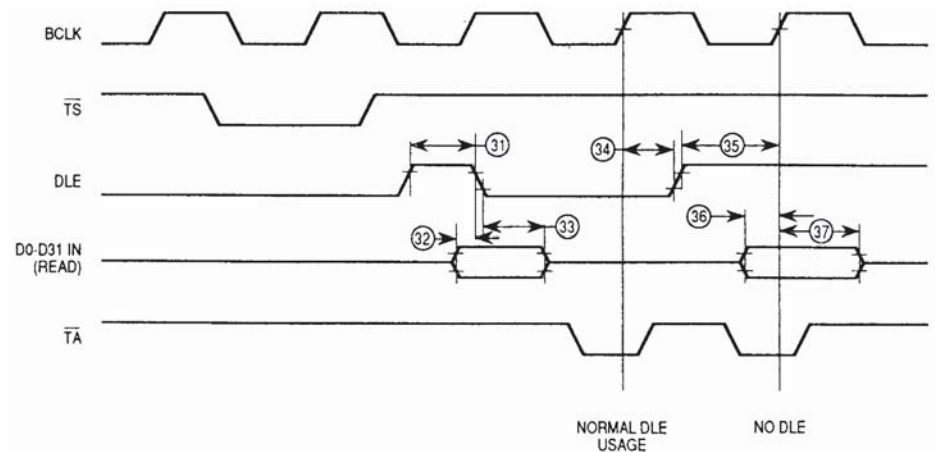 BCLK
TS
31
34
35
DLE
32
33
36
37
D0-D31 IN
(READ)
TA
NORMAL DLE
USAGE
NO DLE